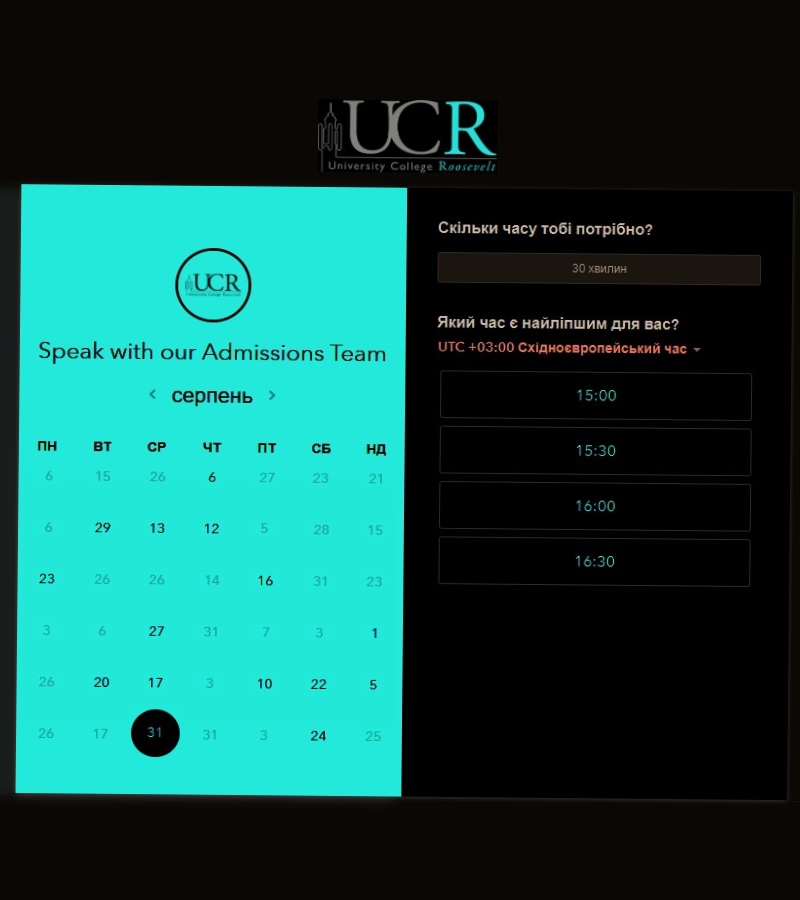 UCR
University College Roosevelt
UCR
University College Roosevelt
Speak with our Admissions Team
серпень
ПН ВТ СР ЧТ ПТ СБ НД
6 15 26 6 27 23 21
6 29 13 12 5 28 15
23 26 26 14 16 31 23
3 6 27 31 7 3 1
26 20 17 3 10 22 5
26 17 31 31 3 24 25
Скільки часу тобі потрібно?
30 хвилин
Який час є найліпшим для вас?
UTC +03:00 Східноєвропейський час
15:00
15:30
16:00
16:30